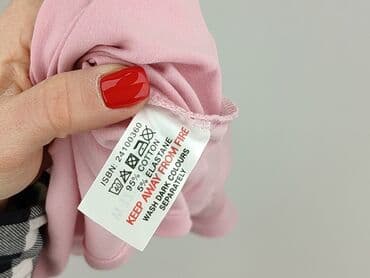 ISBN: 24100360
95% COTTON
5% ELASTANE
KEEP AWAY FROM FIRE
WASH DARK COLOURS
SEPARATELY